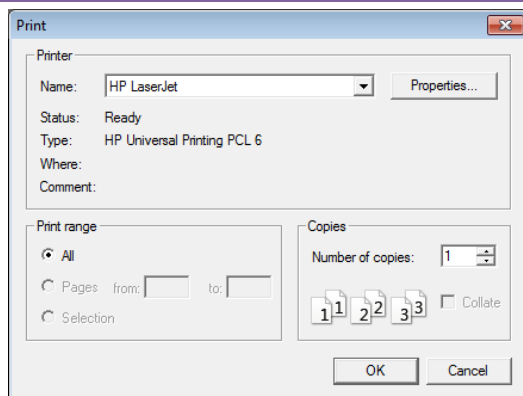 Print
Printer
Name: HP LaserJet Properties...
Status: Ready
Type: HP Universal Printing PCL 6
Where:
Comment:
Print range
All
Pages from: to:
Selection
Copies
Number of copies: 1
1 1 2 2 3 3 Collate
OK Cancel